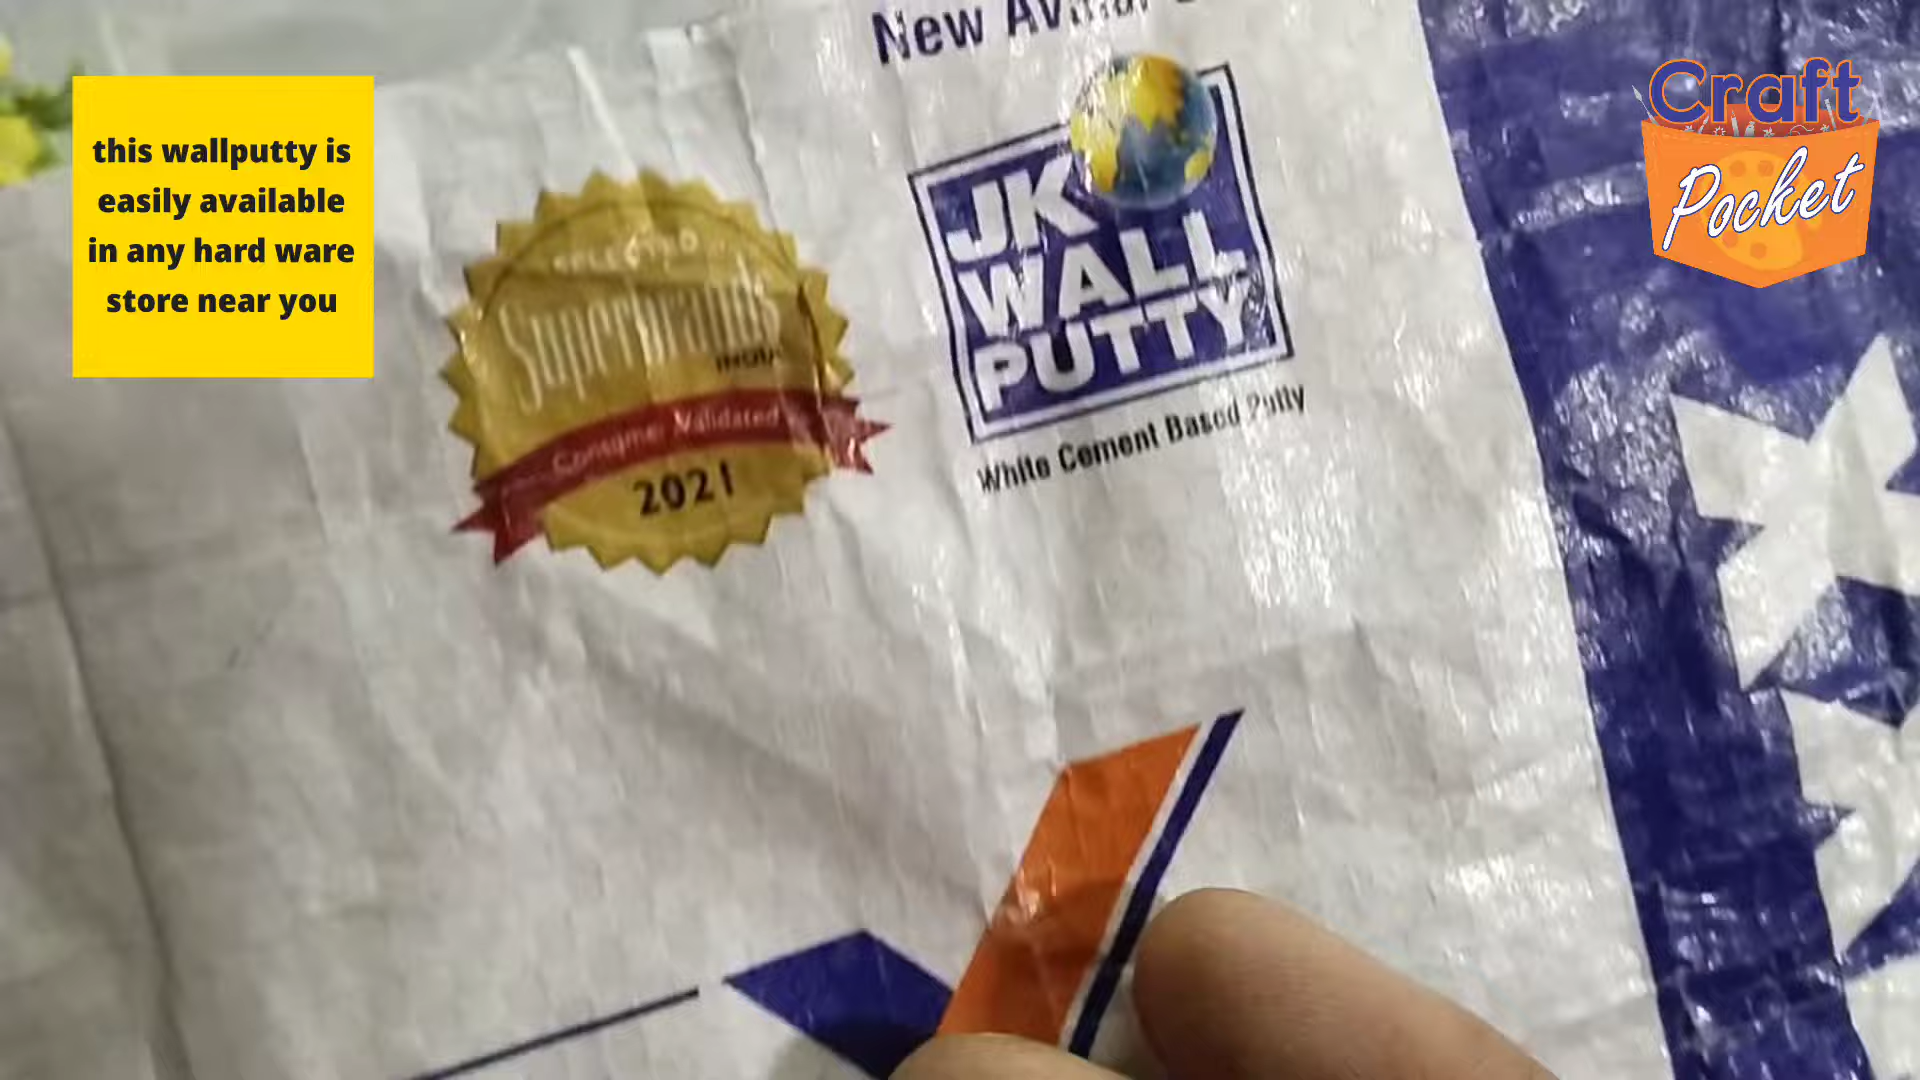 this wallputty is
easily available
in any hard ware
store near you
New
JK
WALL
PUTTY
White Cement Based Putty
SELECTED
Superbrands
INDIA
Consumer Validated
2021
Craft
Pocket